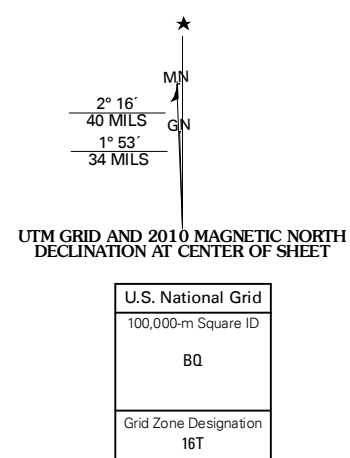 MN
2° 16´
40 MILS
GN
1° 53´
34 MILS
UTM GRID AND 2010 MAGNETIC NORTH
DECLINATION AT CENTER OF SHEET
U.S. National Grid
100,000-m Square ID
BQ
Grid Zone Designation
16T